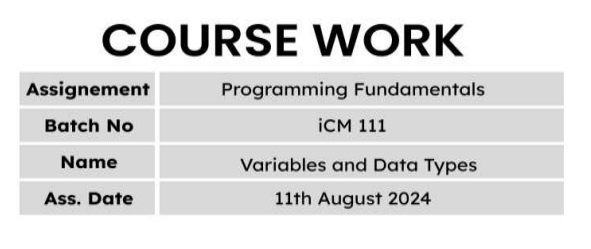 COURSE WORK
Assignement Programming Fundamentals
Batch No iCM 111
Name Variables and Data Types
Ass. Date 11th August 2024